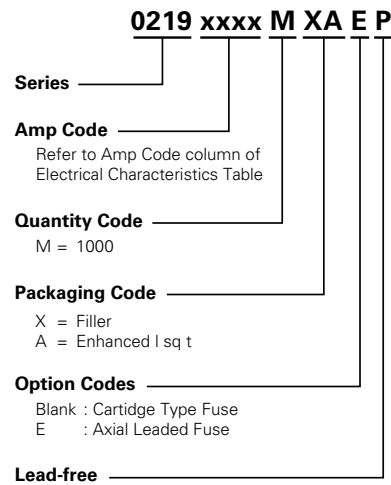 0219 xxxx M XA E P
Series
Amp Code
Refer to Amp Code column of
Electrical Characteristics Table
Quantity Code
M = 1000
Packaging Code
X = Filler
A = Enhanced I sq t
Option Codes
Blank : Cartidge Type Fuse
E : Axial Leaded Fuse
Lead-free